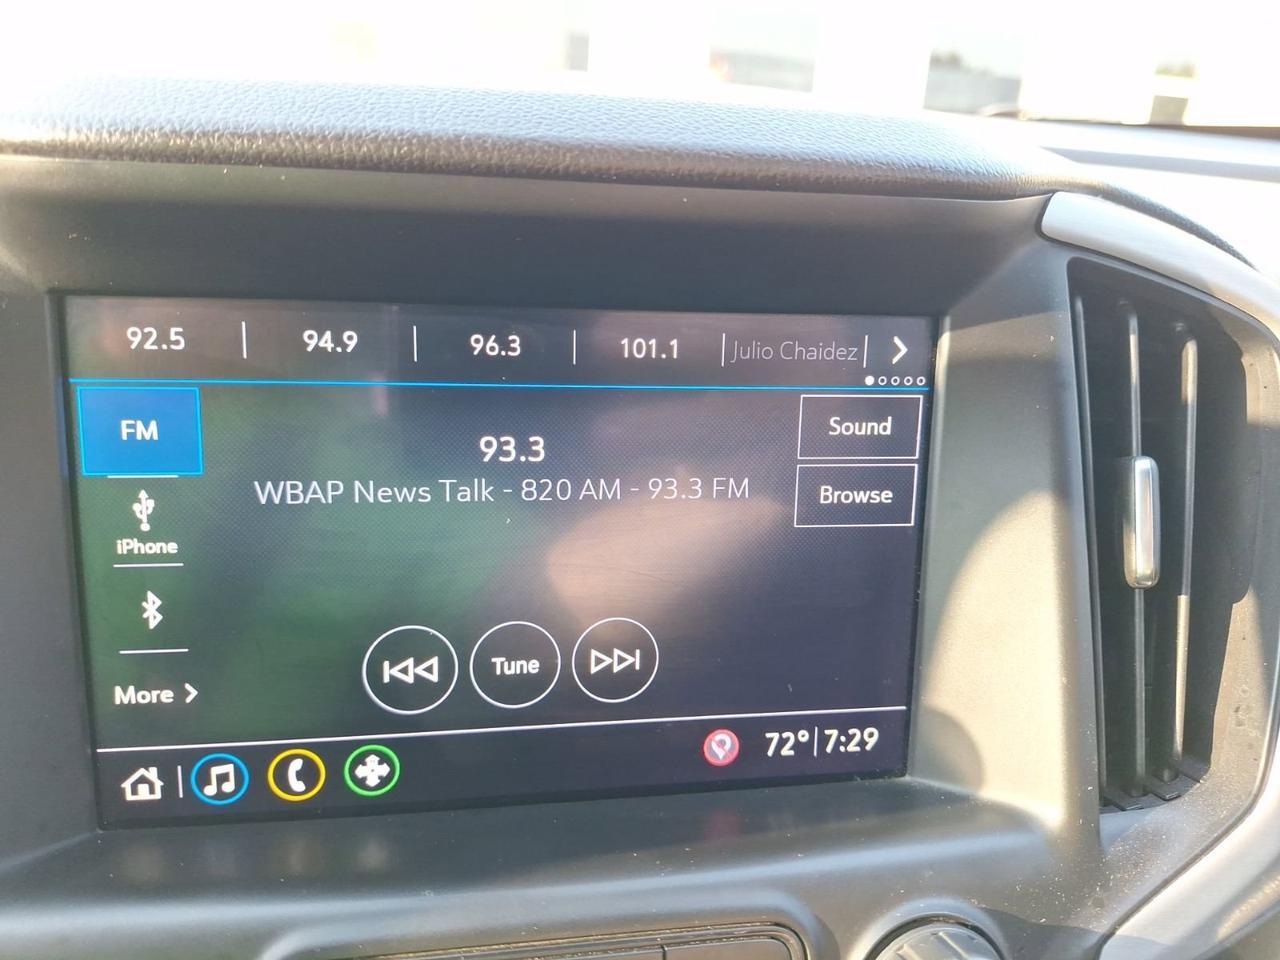 92.5 | 94.9 | 96.3 | 101.1 | Julio Chaidez |
FM
93.3
Sound
WBAP News Talk - 820 AM - 93.3 FM
Browse
iPhone
Tune
More
72° | 7:29